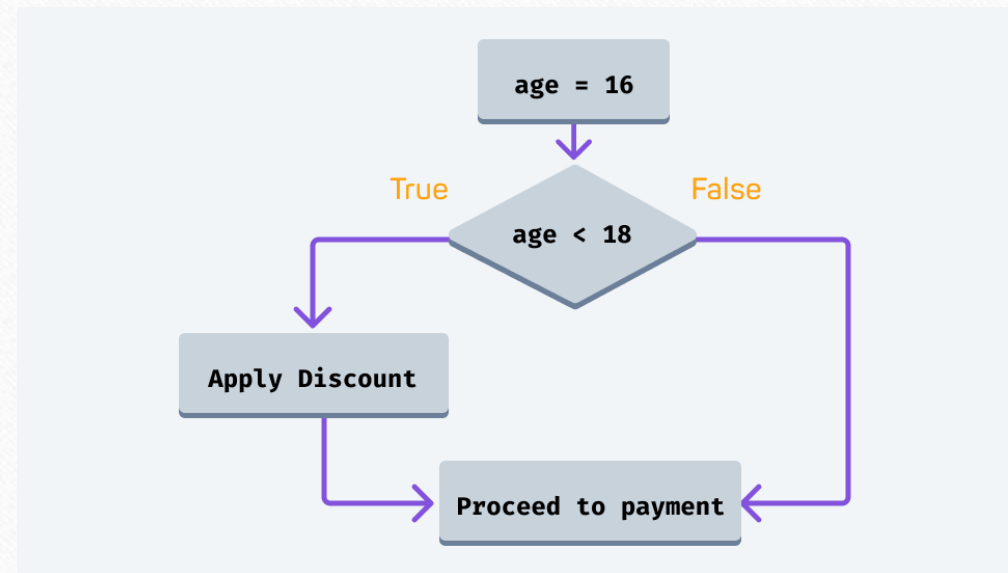 age = 16
True
False
age < 18
Apply Discount
Proceed to payment